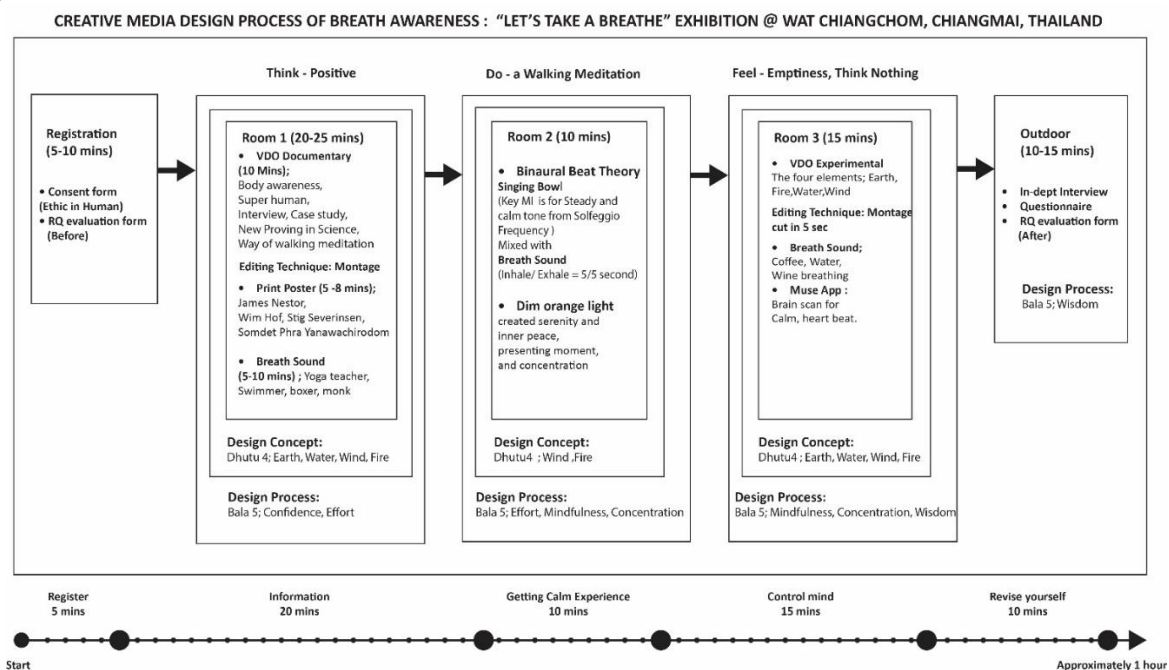 CREATIVE MEDIA DESIGN PROCESS OF BREATH AWARENESS : "LET'S TAKE A BREATHE" EXHIBITION @ WAT CHIANGCHOM, CHIANGMAI, THAILAND
Registration
(5-10 mins)
• Consent form
(Ethic in Human)
• RQ evaluation form
(Before)
Think - Positive
Room 1 (20-25 mins)
• VDO Documentary
(10 Mins);
Body awareness,
Super human,
Interview, Case study,
New Proving in Science,
Way of walking meditation
Editing Technique: Montage
• Print Poster (5 -8 mins);
James Nestor,
Wim Hof, Stig Severinsen,
Somdet Phra Yanawachirodom
• Breath Sound
(5-10 mins) ; Yoga teacher,
Swimmer, boxer, monk
Design Concept:
Dhutu 4; Earth, Water, Wind, Fire
Design Process:
Bala 5; Confidence, Effort
Do - a Walking Meditation
Room 2 (10 mins)
• Binaural Beat Theory
Singing Bowl
(Key MI is for Steady and
calm tone from Solfeggio
Frequency )
Mixed with
Breath Sound
(Inhale/ Exhale = 5/5 second)
• Dim orange light
created serenity and
inner peace,
presenting moment,
and concentration
Design Concept:
Dhutu4 ; Wind ,Fire
Design Process:
Bala 5; Effort, Mindfulness, Concentration
Feel - Emptiness, Think Nothing
Room 3 (15 mins)
• VDO Experimental
The four elements; Earth,
Fire,Water,Wind
Editing Technique: Montage
cut in 5 sec
• Breath Sound;
Coffee, Water,
Wine breathing
• Muse App :
Brain scan for
Calm, heart beat.
Design Concept:
Dhutu4 ; Earth, Water, Wind, Fire
Design Process:
Bala 5; Mindfulness, Concentration, Wisdom
Outdoor
(10-15 mins)
• In-dept Interview
• Questionnaire
• RQ evaluation form
(After)
Design Process:
Bala 5; Wisdom
Register
5 mins
Information
20 mins
Getting Calm Experience
10 mins
Control mind
15 mins
Revise yourself
10 mins
Start
Approximately 1 hour